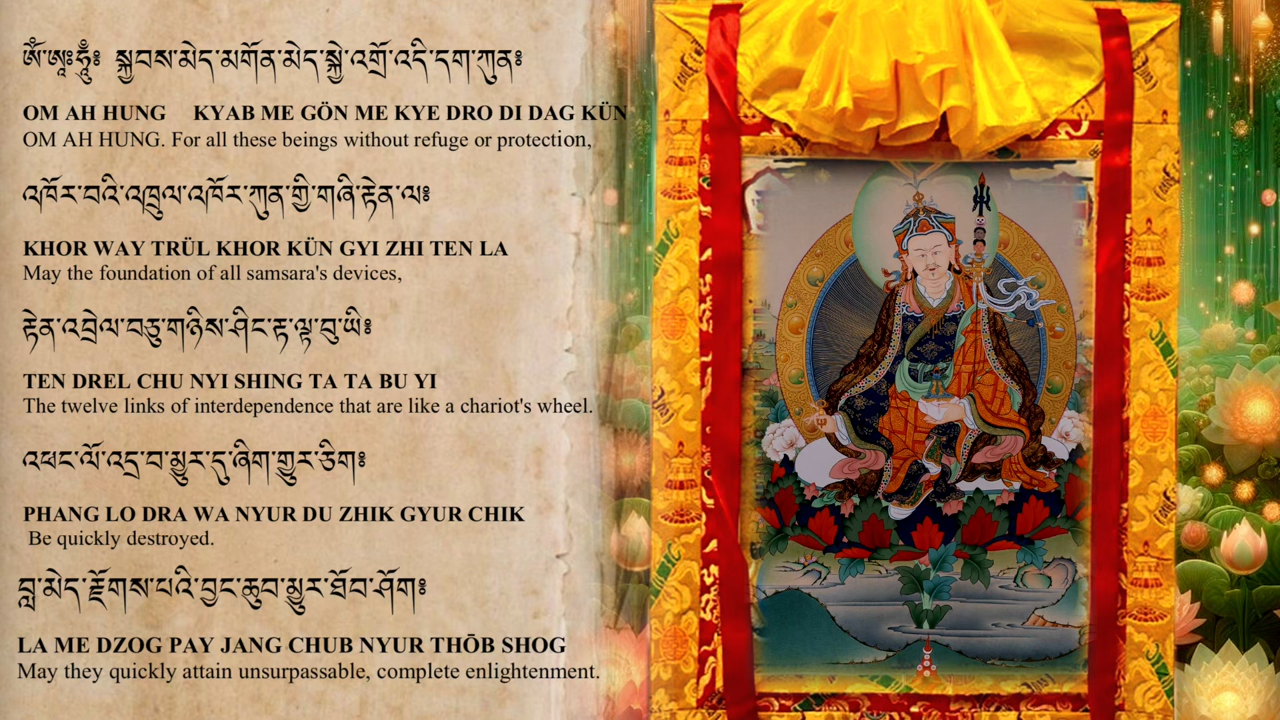 ཨོཾ་ཨཱཿཧཱུྃ༔ སྐྱབས་མེད་མགོན་མེད་སྐྱེ་འགྲོ་འདི་དག་ཀུན༔
OM AH HUNG KYAB ME GÖN ME KYE DRO DI DAG KÜN
OM AH HUNG. For all these beings without refuge or protection,
འཁོར་བའི་འཁྲུལ་འཁོར་ཀུན་གྱི་གཞི་རྟེན་ལ༔
KHOR WAY TRÜL KHOR KÜN GYI ZHI TEN LA
May the foundation of all samsara's devices,
རྟེན་འབྲེལ་བཅུ་གཉིས་ཤིང་རྟ་ལྟ་བུ་ཡི༔
TEN DREL CHU NYI SHING TA TA BU YI
The twelve links of interdependence that are like a chariot's wheel.
འཕང་ལོ་འདྲ་བ་མྱུར་དུ་ཞིག་གྱུར་ཅིག༔
PHANG LO DRA WA NYUR DU ZHIK GYUR CHIK
Be quickly destroyed.
བླ་མེད་རྫོགས་པའི་བྱང་ཆུབ་མྱུར་ཐོབ་ཤོག༔
LA ME DZOG PAY JANG CHUB NYUR THŌB SHOG
May they quickly attain unsurpassable, complete enlightenment.